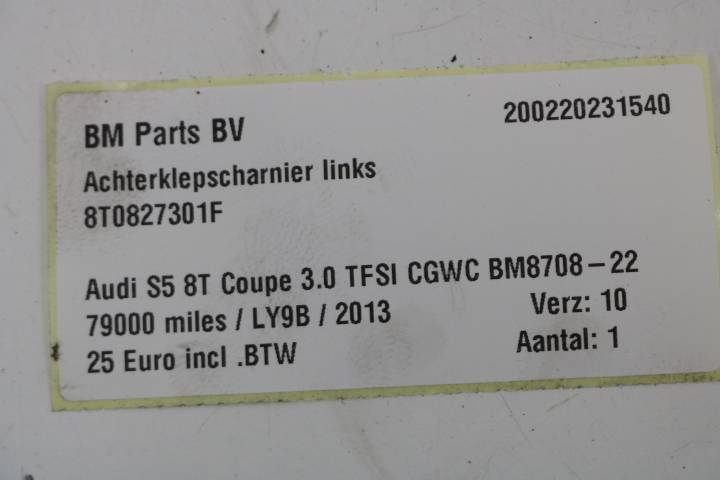 BM Parts BV
200220231540
Achterklepscharnier links
8T0827301F
Audi S5 8T Coupe 3.0 TFSI CGWC BM8708-22
79000 miles / LY9B / 2013
Verz: 10
25 Euro incl .BTW
Aantal: 1